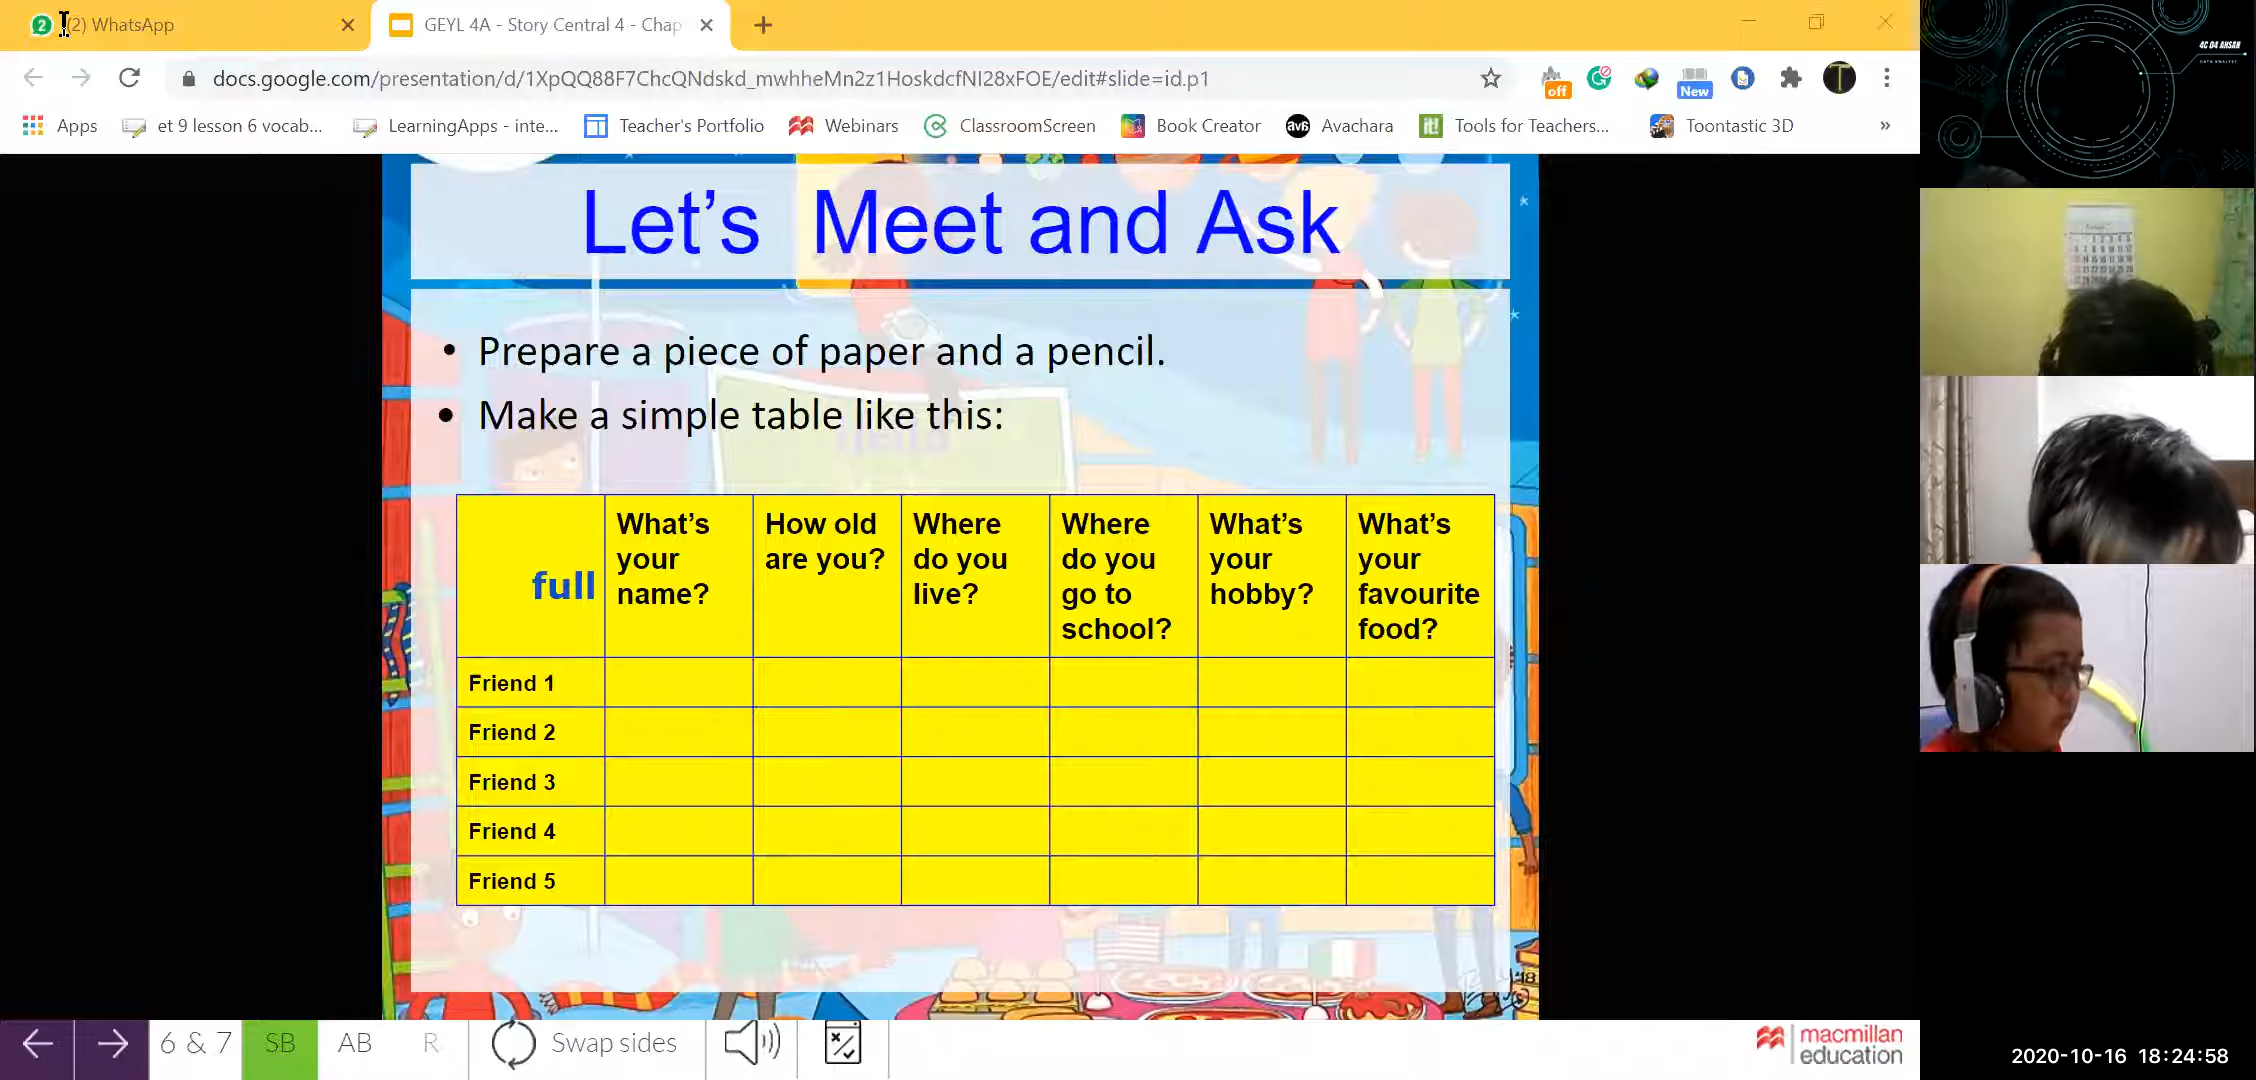 (2) WhatsApp
GEYL 4A - Story Central 4 - Chap
docs.google.com/presentation/d/1XpQQ88F7ChcQNdskd_mwhheMn2z1HoskdcfNI28xFOE/edit#slide=id.p1
off
New
T
Apps
et 9 lesson 6 vocab...
LearningApps - inte...
Teacher's Portfolio
Webinars
ClassroomScreen
Book Creator
Avachara
Tools for Teachers...
Toontastic 3D
»
4C 04 AHSAN
DATA ANALYST
Let's Meet and Ask
• Prepare a piece of paper and a pencil.
• Make a simple table like this:
full
What's
your
name?
How old
are you?
Where
do you
live?
Where
do you
go to
school?
What's
your
hobby?
What's
your
favourite
food?
Friend 1
Friend 2
Friend 3
Friend 4
Friend 5
6 & 7
SB
AB
R
Swap sides
macmillan
education
2020-10-16 18:24:58